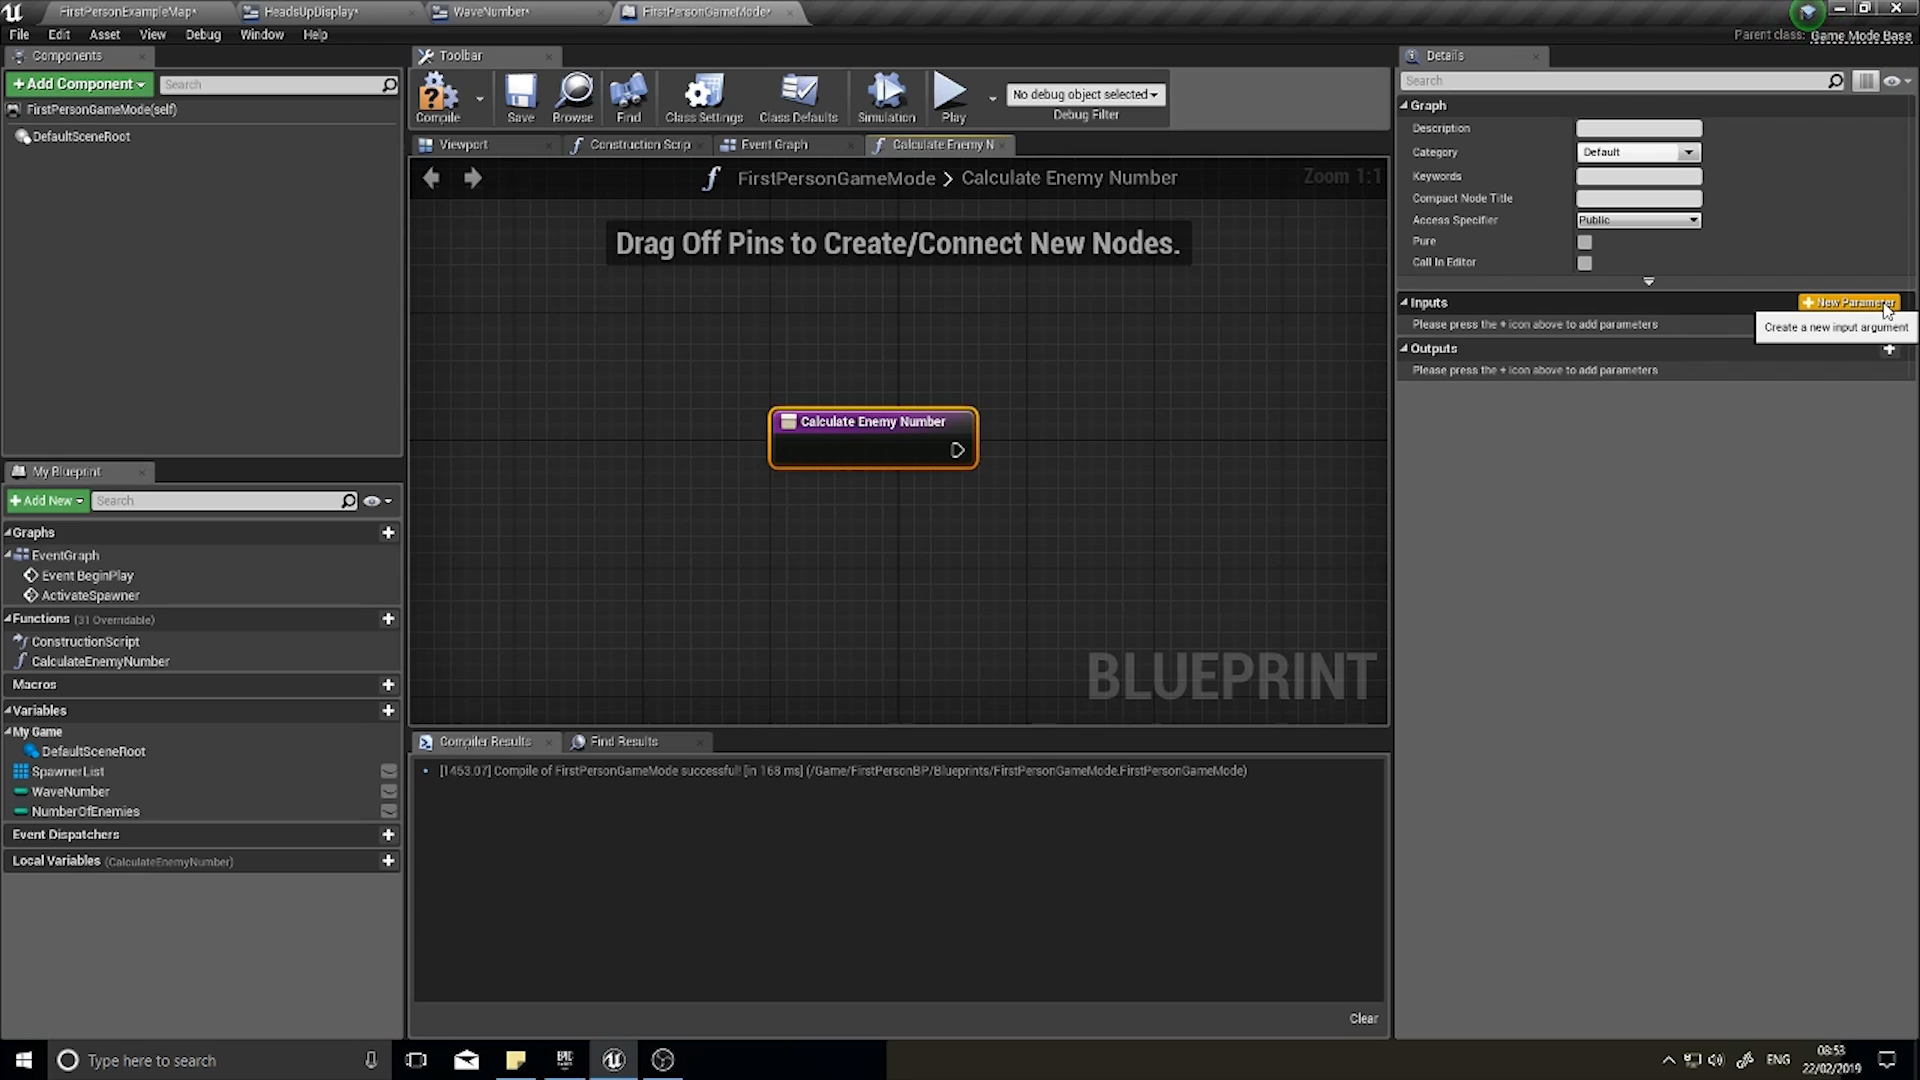 FirstPersonExampleMap*
HeadsUpDisplay*
WaveNumber*
FirstPersonGameMode*
File Edit Asset View Debug Window Help
Parent class: Game Mode Base
Components
+Add Component
Search
FirstPersonGameMode(self)
DefaultSceneRoot
Toolbar
Compile
Save
Browse
Find
Class Settings
Class Defaults
Simulation
Play
No debug object selected
Debug Filter
Viewport
Construction Scrip
Event Graph
Calculate Enemy N
FirstPersonGameMode > Calculate Enemy Number
Zoom 1:1
Drag Off Pins to Create/Connect New Nodes.
Calculate Enemy Number
BLUEPRINT
Details
Search
Graph
Description
Category
Default
Keywords
Compact Node Title
Access Specifier
Public
Pure
Call In Editor
Inputs
+ New Parameter
Please press the + icon above to add parameters
Create a new input argument
Outputs
+
Please press the + icon above to add parameters
My Blueprint
+Add New
Search
Graphs
+
EventGraph
Event BeginPlay
ActivateSpawner
Functions (31 Overridable)
+
ConstructionScript
CalculateEnemyNumber
Macros
+
Variables
+
My Game
DefaultSceneRoot
SpawnerList
WaveNumber
NumberOfEnemies
Event Dispatchers
+
Local Variables (CalculateEnemyNumber)
+
Compiler Results
Find Results
• [1453.07] Compile of FirstPersonGameMode successful! [in 168 ms] (/Game/FirstPersonBP/Blueprints/FirstPersonGameMode.FirstPersonGameMode)
Clear
Type here to search
ENG
08:53
22/02/2019